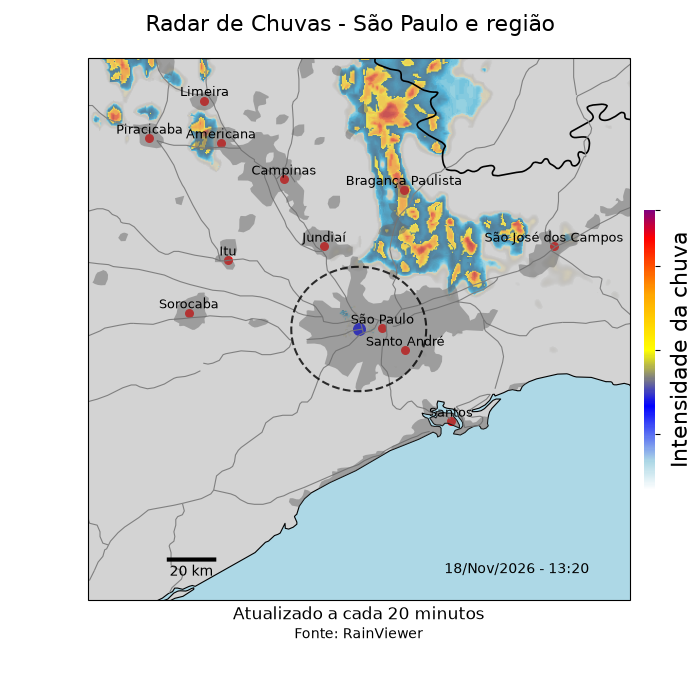 Radar de Chuvas - São Paulo e região
Limeira
Piracicaba
Americana
Campinas
Bragança Paulista
Jundiaí
São José dos Campos
Itu
Sorocaba
São Paulo
Santo André
Santos
Intensidade da chuva
20 km
18/Nov/2026 - 13:20
Atualizado a cada 20 minutos
Fonte: RainViewer